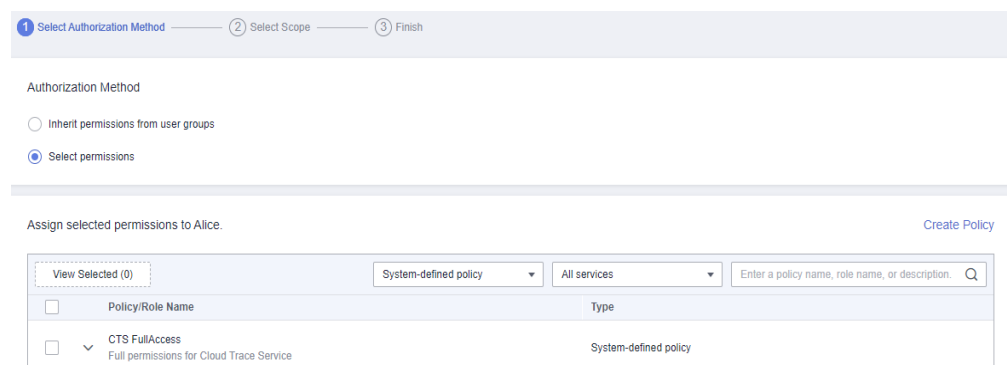 1 Select Authorization Method 2 Select Scope 3 Finish
Authorization Method
Inherit permissions from user groups
Select permissions
Assign selected permissions to Alice. Create Policy
View Selected (0) System-defined policy All services Enter a policy name, role name, or description.
Policy/Role Name Type
CTS FullAccess
Full permissions for Cloud Trace Service System-defined policy